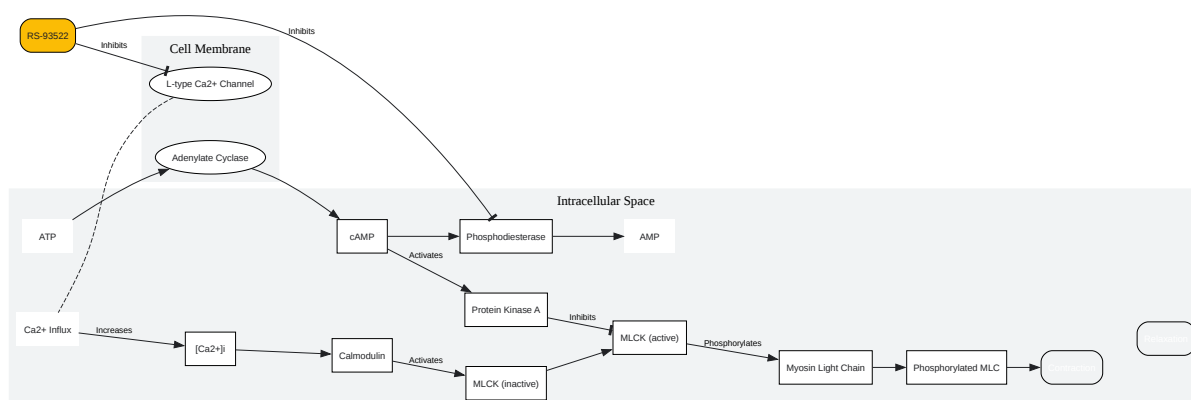 RS-93522
Inhibits
Inhibits
Cell Membrane
L-type Ca2+ Channel
Adenylate Cyclase
Intracellular Space
ATP
cAMP
Phosphodiesterase
AMP
Activates
Protein Kinase A
Inhibits
Ca2+ Influx
Increases
[Ca2+]i
Calmodulin
Activates
MLCK (inactive)
MLCK (active)
Phosphorylates
Myosin Light Chain
Phosphorylated MLC